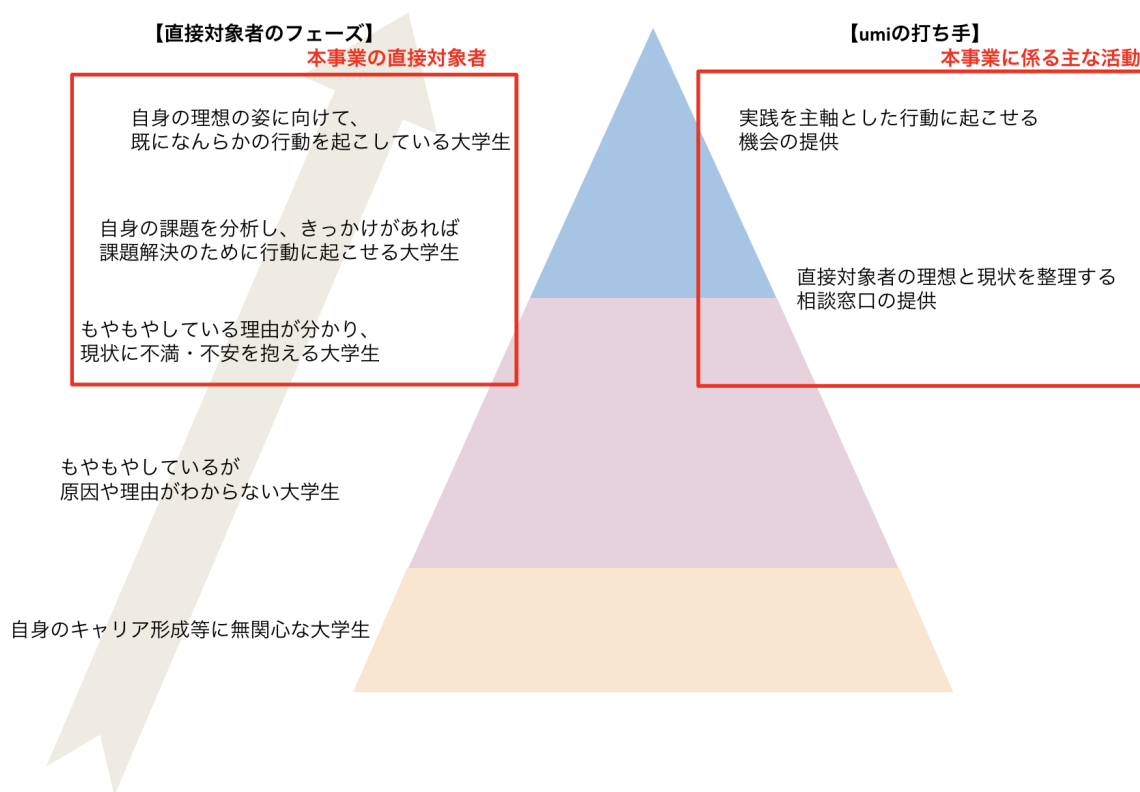 【直接対象者のフェーズ】
本事業の直接対象者
自身の理想の姿に向けて、
既になんらかの行動を起こしている大学生
自身の課題を分析し、きっかけがあれば
課題解決のために行動に起こせる大学生
もやもやしている理由が分かり、
現状に不満・不安を抱える大学生
もやもやしているが
原因や理由がわからない大学生
自身のキャリア形成等に無関心な大学生
【umiの打ち手】
本事業に係る主な活動
実践を主軸とした行動に起こせる
機会の提供
直接対象者の理想と現状を整理する
相談窓口の提供